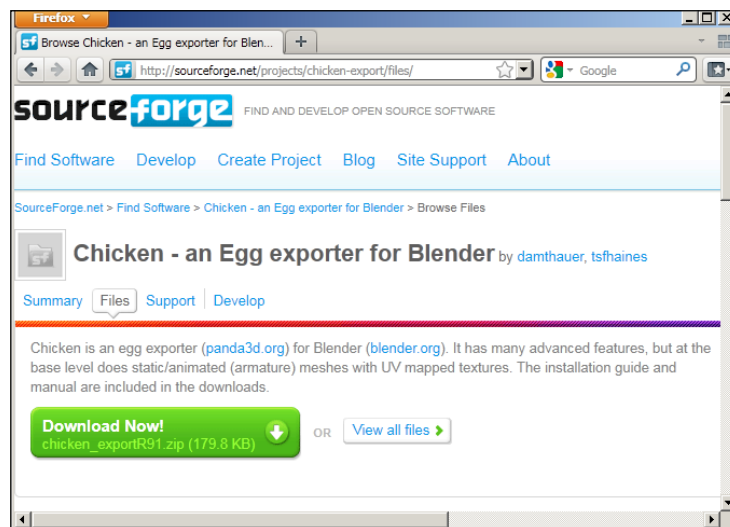 Firefox
Browse Chicken - an Egg exporter for Blen...
http://sourceforge.net/projects/chicken-export/files/
Google
sourceforge FIND AND DEVELOP OPEN SOURCE SOFTWARE
Find Software Develop Create Project Blog Site Support About
SourceForge.net > Find Software > Chicken - an Egg exporter for Blender > Browse Files
Chicken - an Egg exporter for Blender by damthauer, tsfhaines
Summary Files Support Develop
Chicken is an egg exporter (panda3d.org) for Blender (blender.org). It has many advanced features, but at the
base level does static/animated (armature) meshes with UV mapped textures. The installation guide and
manual are included in the downloads.
Download Now!
chicken_exportR91.zip (179.8 KB)
OR
View all files